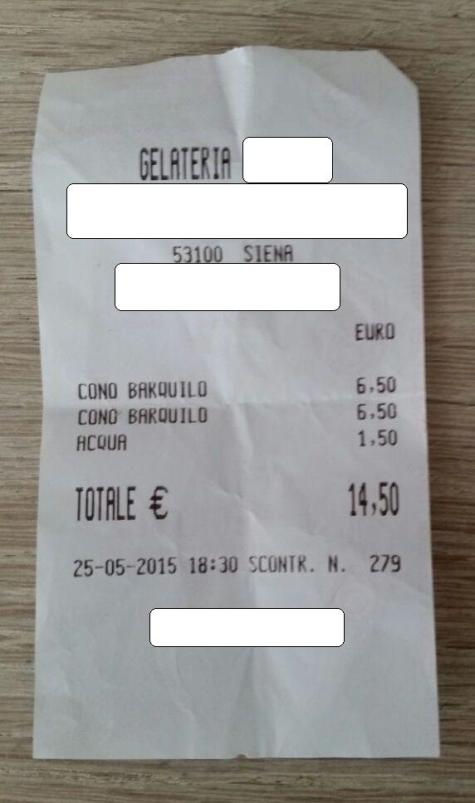 GELATERIA
53100 SIENA
EURO
CONO BARQUILO 6,50
CONO BARQUILO 6,50
ACQUA 1,50
TOTALE € 14,50
25-05-2015 18:30 SCONTR. N. 279